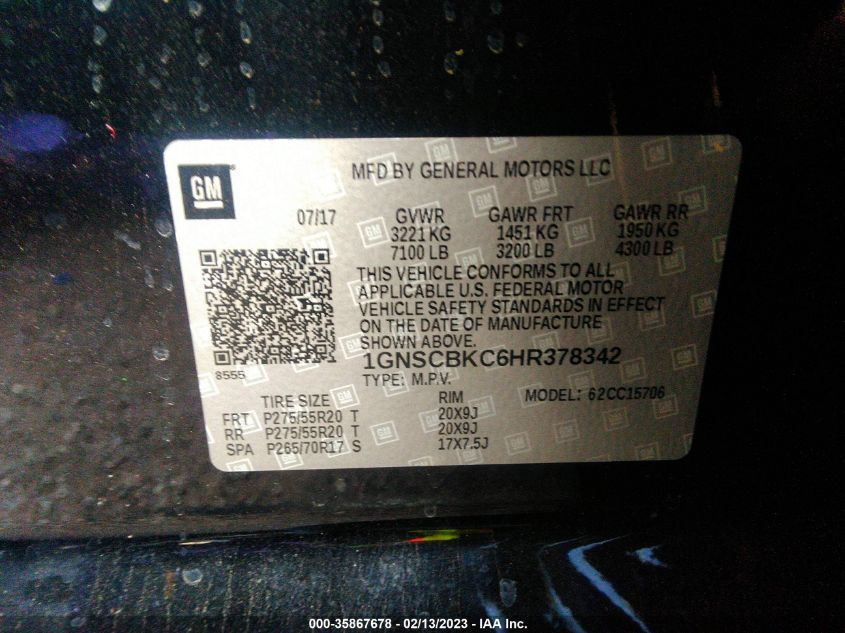 GM
MFD BY GENERAL MOTORS LLC
07/17 GVWR GAWR FRT GAWR RR
3221 KG 1451 KG 1950 KG
7100 LB 3200 LB 4300 LB
THIS VEHICLE CONFORMS TO ALL
APPLICABLE U.S. FEDERAL MOTOR
VEHICLE SAFETY STANDARDS IN EFFECT
ON THE DATE OF MANUFACTURE
SHOWN ABOVE.
8555
1GNSCBKC6HR378342
TYPE: M.P.V. MODEL: 62CC15706
TIRE SIZE RIM
FRT P275/55R20 T 20X9J
RR P275/55R20 T 20X9J
SPA P265/70R17 S 17X7.5J
000-35867678 - 02/13/2023 - IAA Inc.